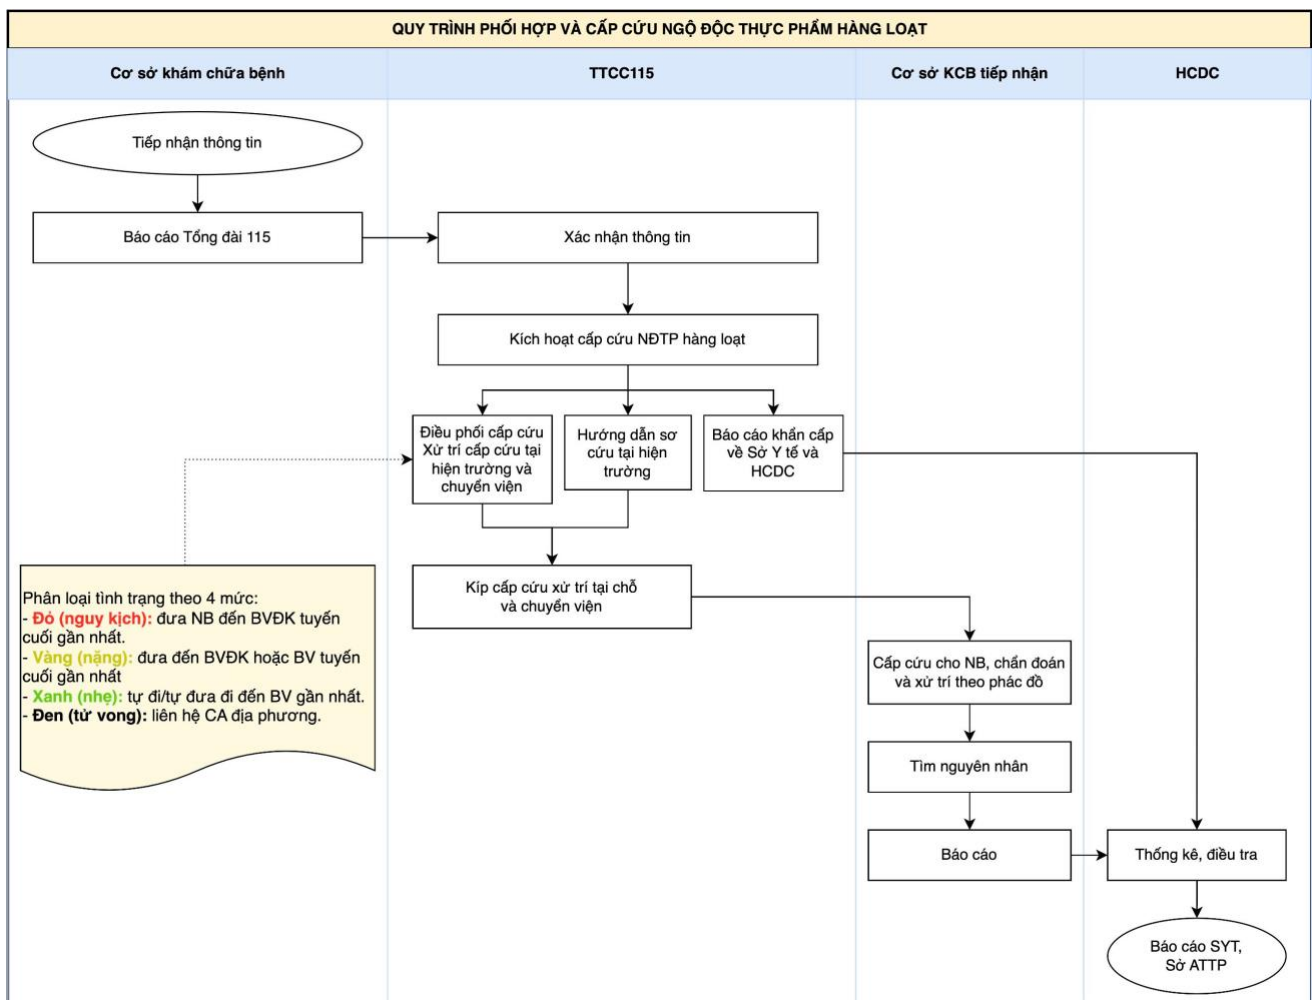 QUY TRÌNH PHỐI HỢP VÀ CẤP CỨU NGỘ ĐỘC THỰC PHẨM HÀNG LOẠT
Cơ sở khám chữa bệnh
TTCC115
Cơ sở KCB tiếp nhận
HCDC
Tiếp nhận thông tin
Báo cáo Tổng đài 115
Xác nhận thông tin
Kích hoạt cấp cứu NĐTP hàng loạt
Điều phối cấp cứu
Xử trí cấp cứu tại
hiện trường và
chuyển viện
Hướng dẫn sơ
cứu tại hiện
trường
Báo cáo khẩn cấp
về Sở Y tế và
HCDC
Phân loại tình trạng theo 4 mức:
- Đỏ (nguy kịch): đưa NB đến BVĐK tuyến
cuối gần nhất.
- Vàng (nặng): đưa đến BVĐK hoặc BV tuyến
cuối gần nhất
- Xanh (nhẹ): tự đi/tự đưa đi đến BV gần nhất.
- Đen (tử vong): liên hệ CA địa phương.
Kíp cấp cứu xử trí tại chỗ
và chuyển viện
Cấp cứu cho NB, chẩn đoán
và xử trí theo phác đồ
Tìm nguyên nhân
Báo cáo
Thống kê, điều tra
Báo cáo SYT,
Sở ATTP